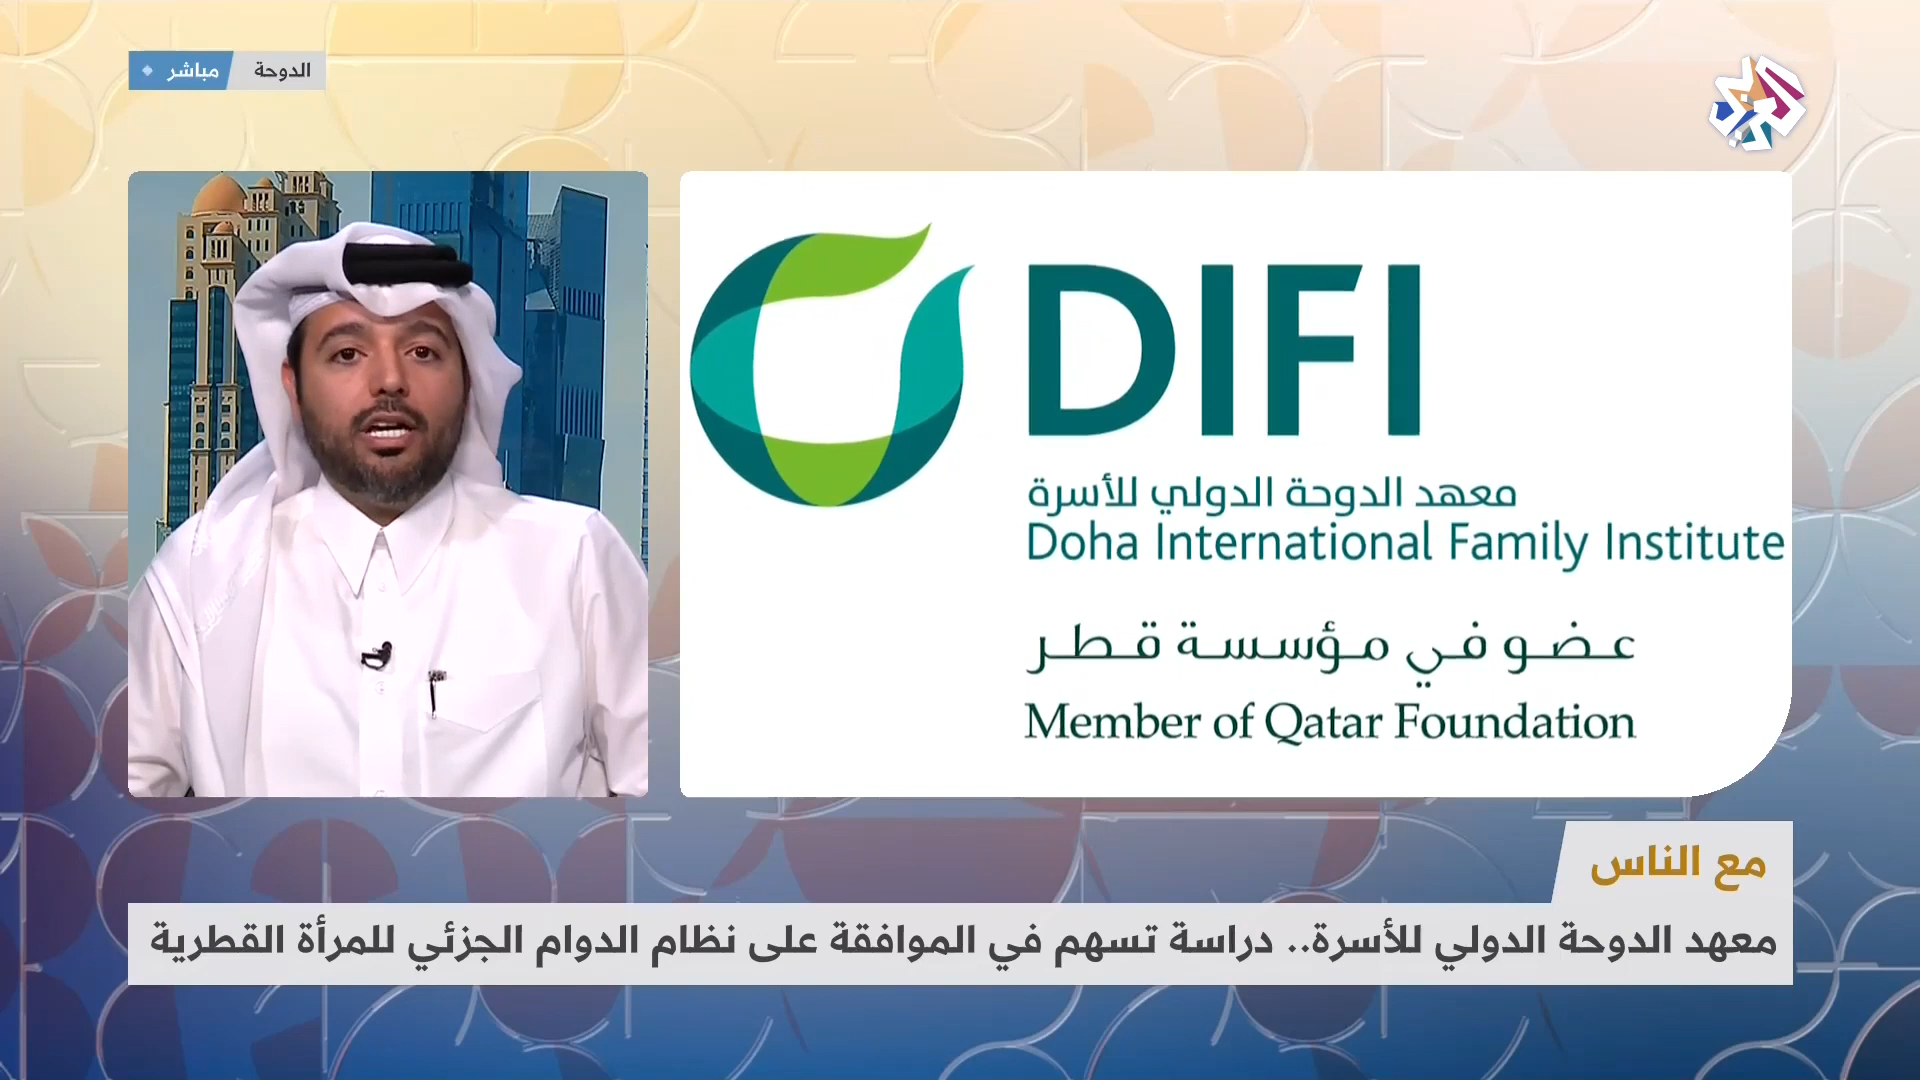 الدوحة مباشر
العربي
DIFI
معهد الدوحة الدولي للأسرة
Doha International Family Institute
عضو في مؤسسة قطر
Member of Qatar Foundation
مع الناس
معهد الدوحة الدولي للأسرة.. دراسة تسهم في الموافقة على نظام الدوام الجزئي للمرأة القطرية